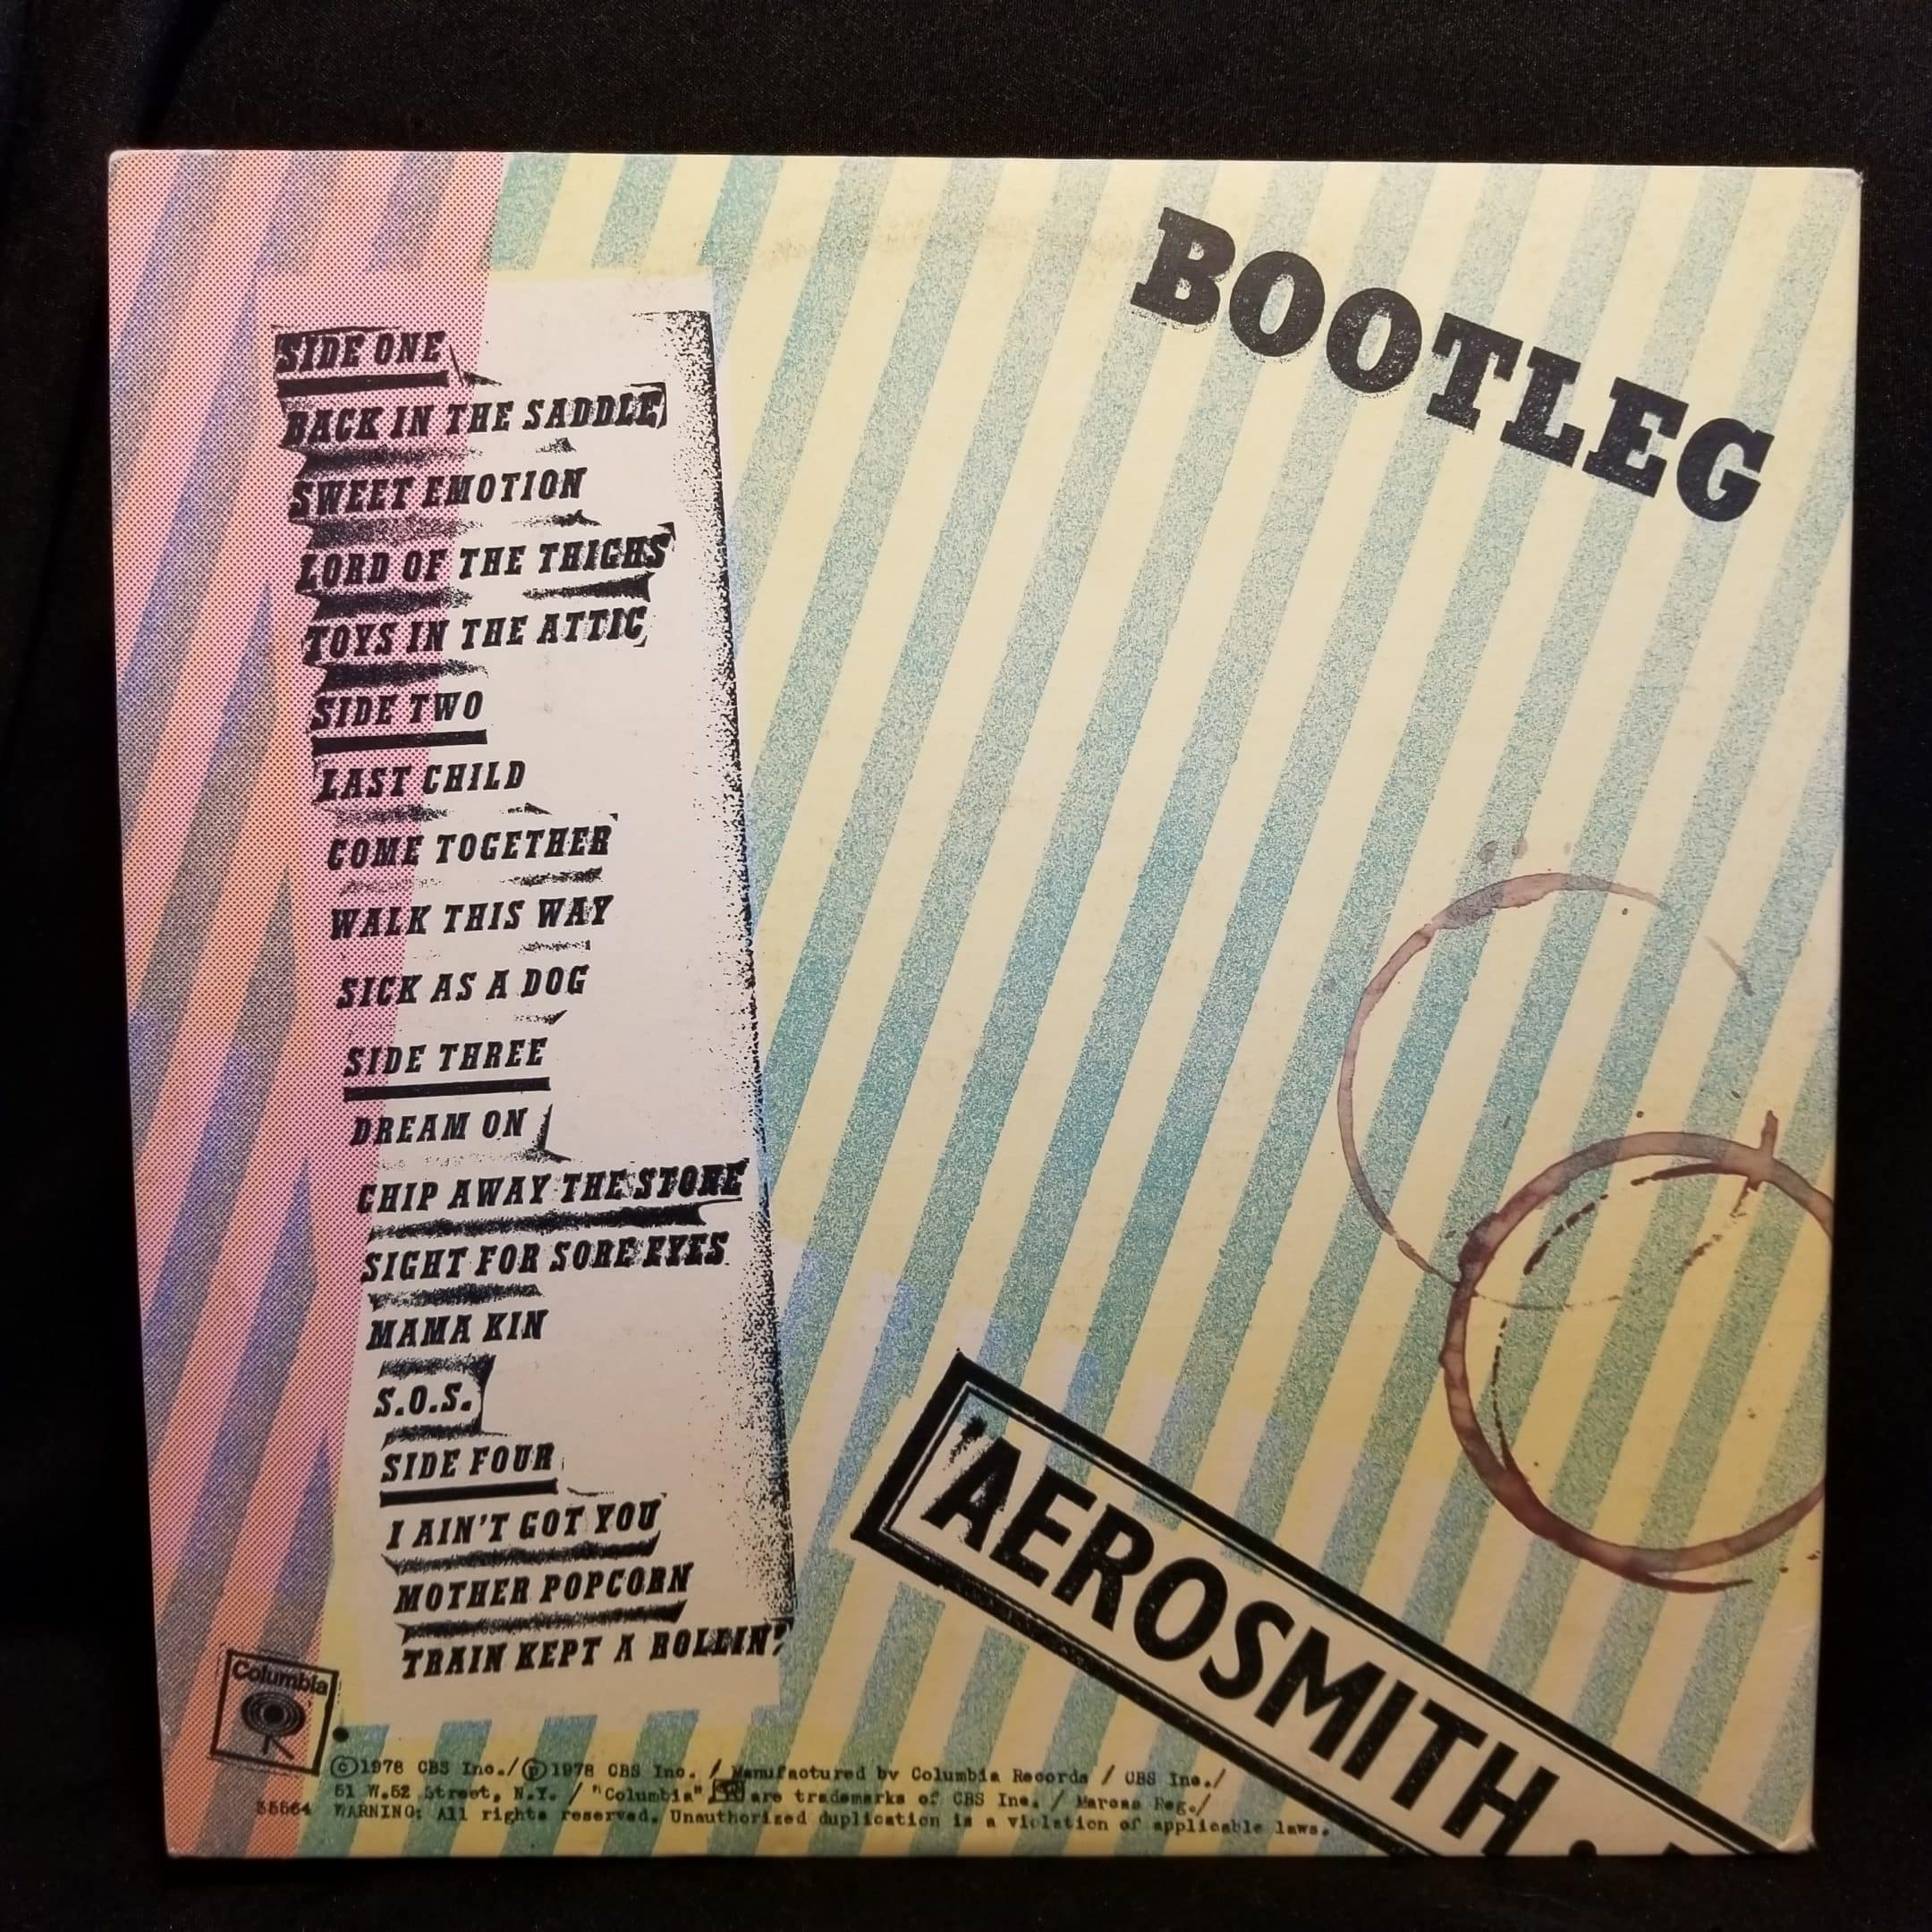 BOOTLEG
SIDE ONE
BACK IN THE SADDLE
SWEET EMOTION
LORD OF THE THIGHS
TOYS IN THE ATTIC
SIDE TWO
LAST CHILD
COME TOGETHER
WALK THIS WAY
SICK AS A DOG
SIDE THREE
DREAM ON
CHIP AWAY THE STONE
SIGHT FOR SORE EYES
MAMA KIN
S.O.S.
SIDE FOUR
I AIN'T GOT YOU
MOTHER POPCORN
TRAIN KEPT A ROLLIN'
AEROSMITH •
Columbia
©1978 CBS Inc./℗1978 CBS Inc. / Manufactured by Columbia Records / CBS Inc./
51 W.52 Street, N.Y. / "Columbia" are trademarks of CBS Inc. / Marcas Reg./
WARNING: All rights reserved. Unauthorized duplication is a violation of applicable laws.